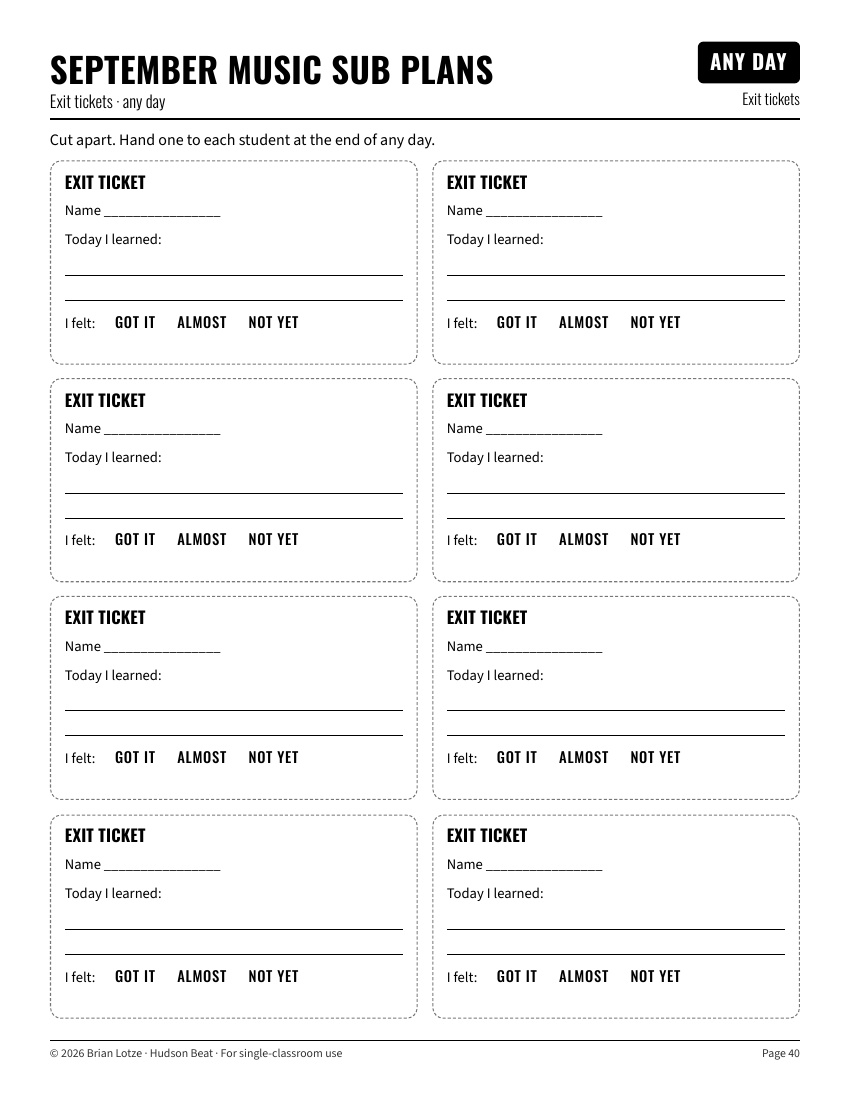 SEPTEMBER MUSIC SUB PLANS
Exit tickets · any day
ANY DAY
Exit tickets
Cut apart. Hand one to each student at the end of any day.
EXIT TICKET
Name ________________
Today I learned:
I felt: GOT IT ALMOST NOT YET
EXIT TICKET
Name ________________
Today I learned:
I felt: GOT IT ALMOST NOT YET
EXIT TICKET
Name ________________
Today I learned:
I felt: GOT IT ALMOST NOT YET
EXIT TICKET
Name ________________
Today I learned:
I felt: GOT IT ALMOST NOT YET
EXIT TICKET
Name ________________
Today I learned:
I felt: GOT IT ALMOST NOT YET
EXIT TICKET
Name ________________
Today I learned:
I felt: GOT IT ALMOST NOT YET
EXIT TICKET
Name ________________
Today I learned:
I felt: GOT IT ALMOST NOT YET
EXIT TICKET
Name ________________
Today I learned:
I felt: GOT IT ALMOST NOT YET
© 2026 Brian Lotze · Hudson Beat · For single-classroom use
Page 40